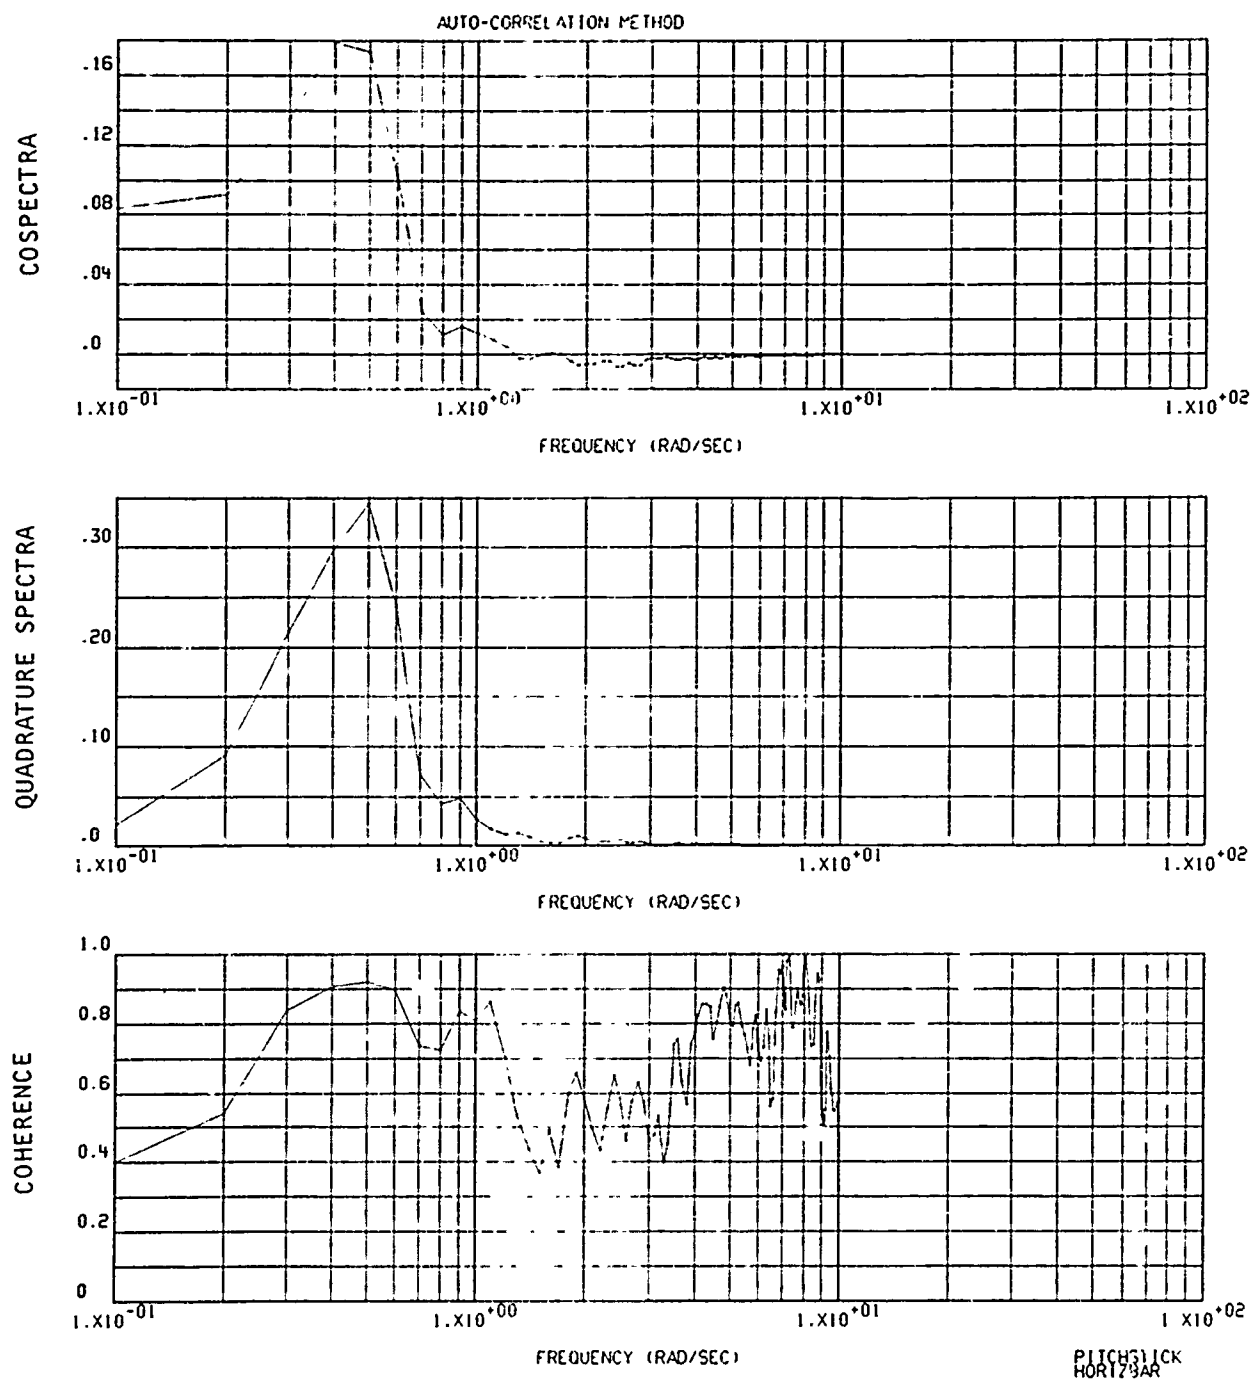 AUTO-CORRELATION METHOD
COSPECTRA
.16
.12
.08
.04
.0
1.X10^-01
1.X10^+00
1.X10^+01
1.X10^+02
FREQUENCY (RAD/SEC)
QUADRATURE SPECTRA
.30
.20
.10
.0
1.X10^-01
1.X10^+00
1.X10^+01
1.X10^+02
FREQUENCY (RAD/SEC)
COHERENCE
1.0
0.8
0.6
0.4
0.2
0
1.X10^-01
1.X10^+00
1.X10^+01
1 X10^+02
FREQUENCY (RAD/SEC)
PITCHSTICK
HORIZBAR